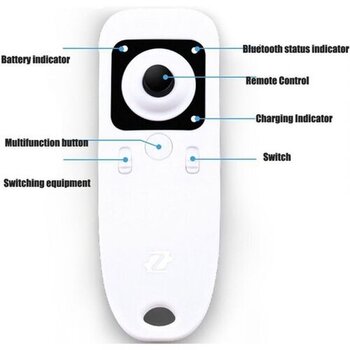 Bluetooth status indicator
Battery indicator
Remote Control
Charging Indicator
Multifunction button
Switch
Switching equipment